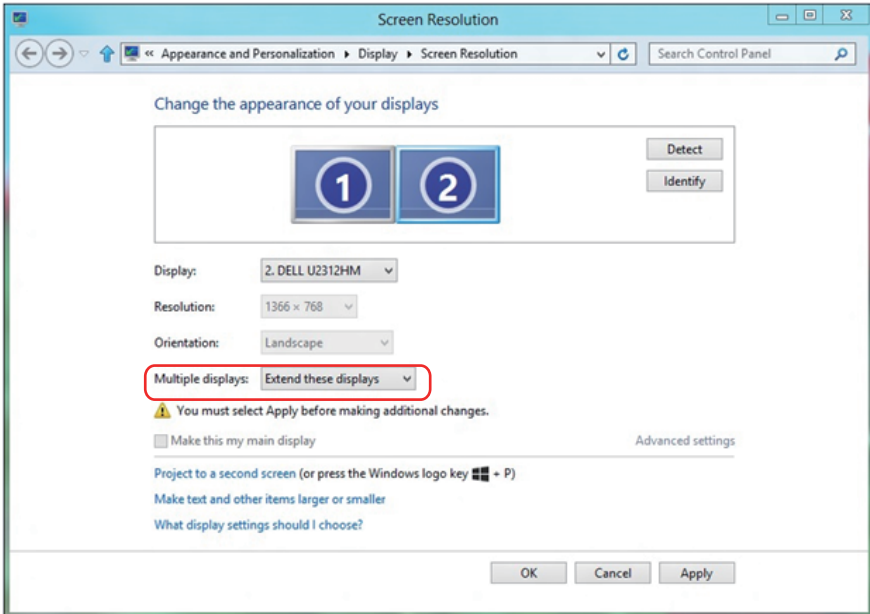 Screen Resolution
« Appearance and Personalization Display Screen Resolution
Search Control Panel
Change the appearance of your displays
1 2
Detect
Identify
Display: 2. DELL U2312HM
Resolution: 1366 × 768
Orientation: Landscape
Multiple displays: Extend these displays
You must select Apply before making additional changes.
Make this my main display Advanced settings
Project to a second screen (or press the Windows logo key + P)
Make text and other items larger or smaller
What display settings should I choose?
OK Cancel Apply